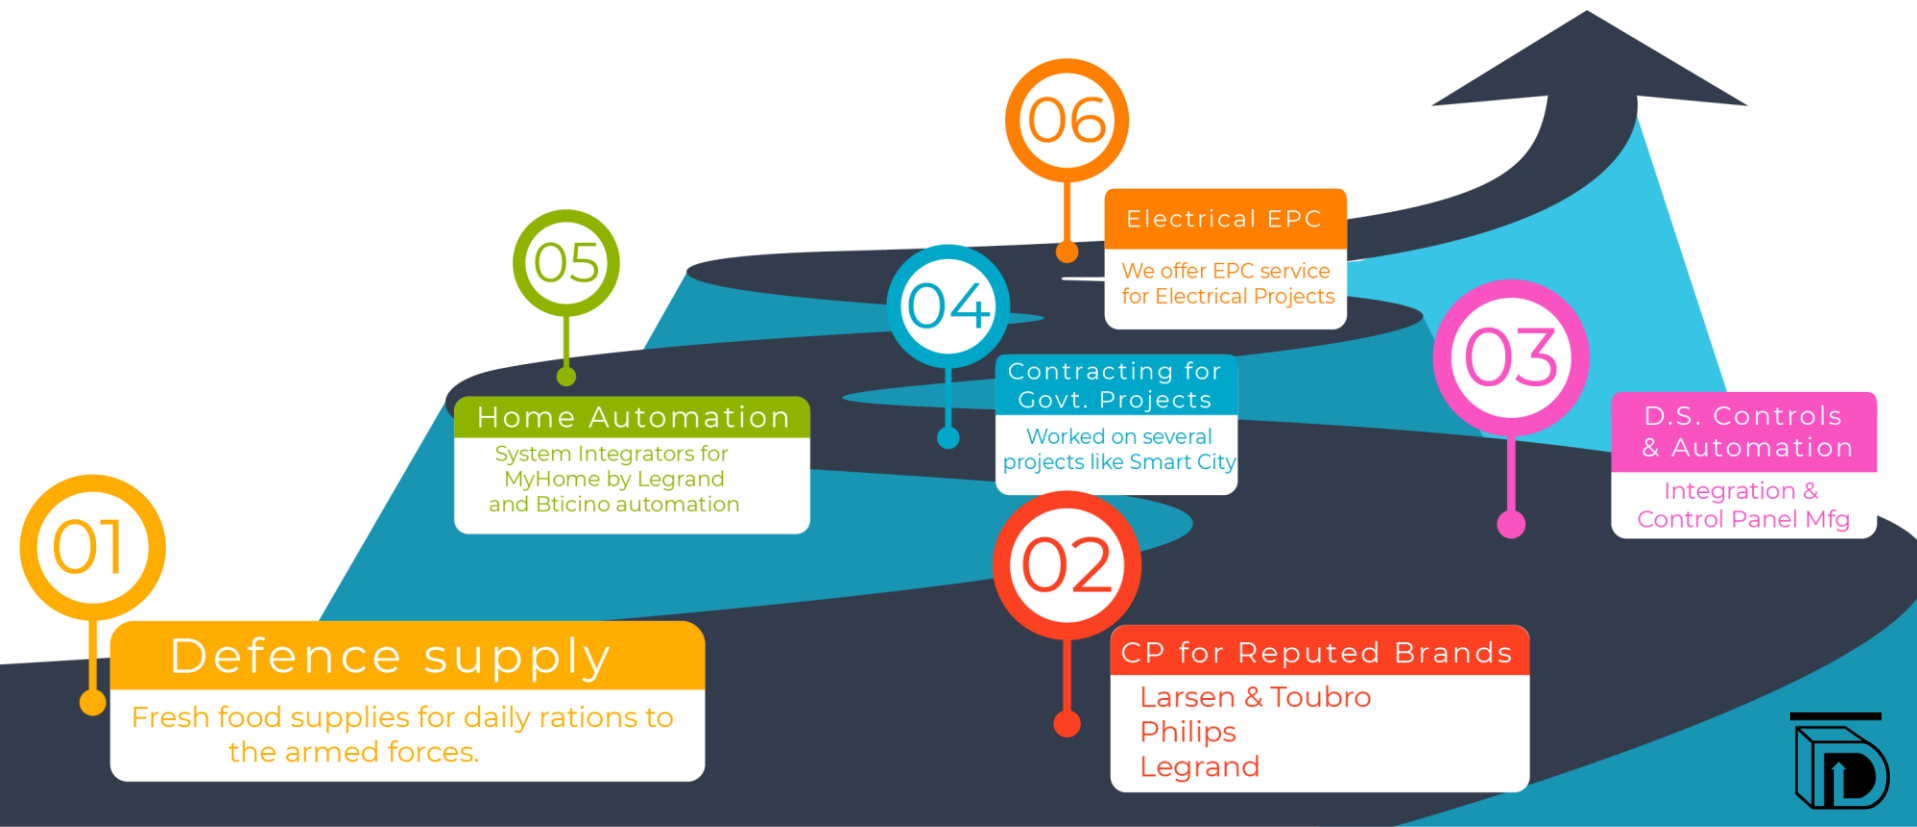 01
Defence supply
Fresh food supplies for daily rations to
the armed forces.
02
CP for Reputed Brands
Larsen & Toubro
Philips
Legrand
03
D.S. Controls
& Automation
Integration &
Control Panel Mfg
04
Contracting for
Govt. Projects
Worked on several
projects like Smart City
05
Home Automation
System Integrators for
MyHome by Legrand
and Bticino automation
06
Electrical EPC
We offer EPC service
for Electrical Projects